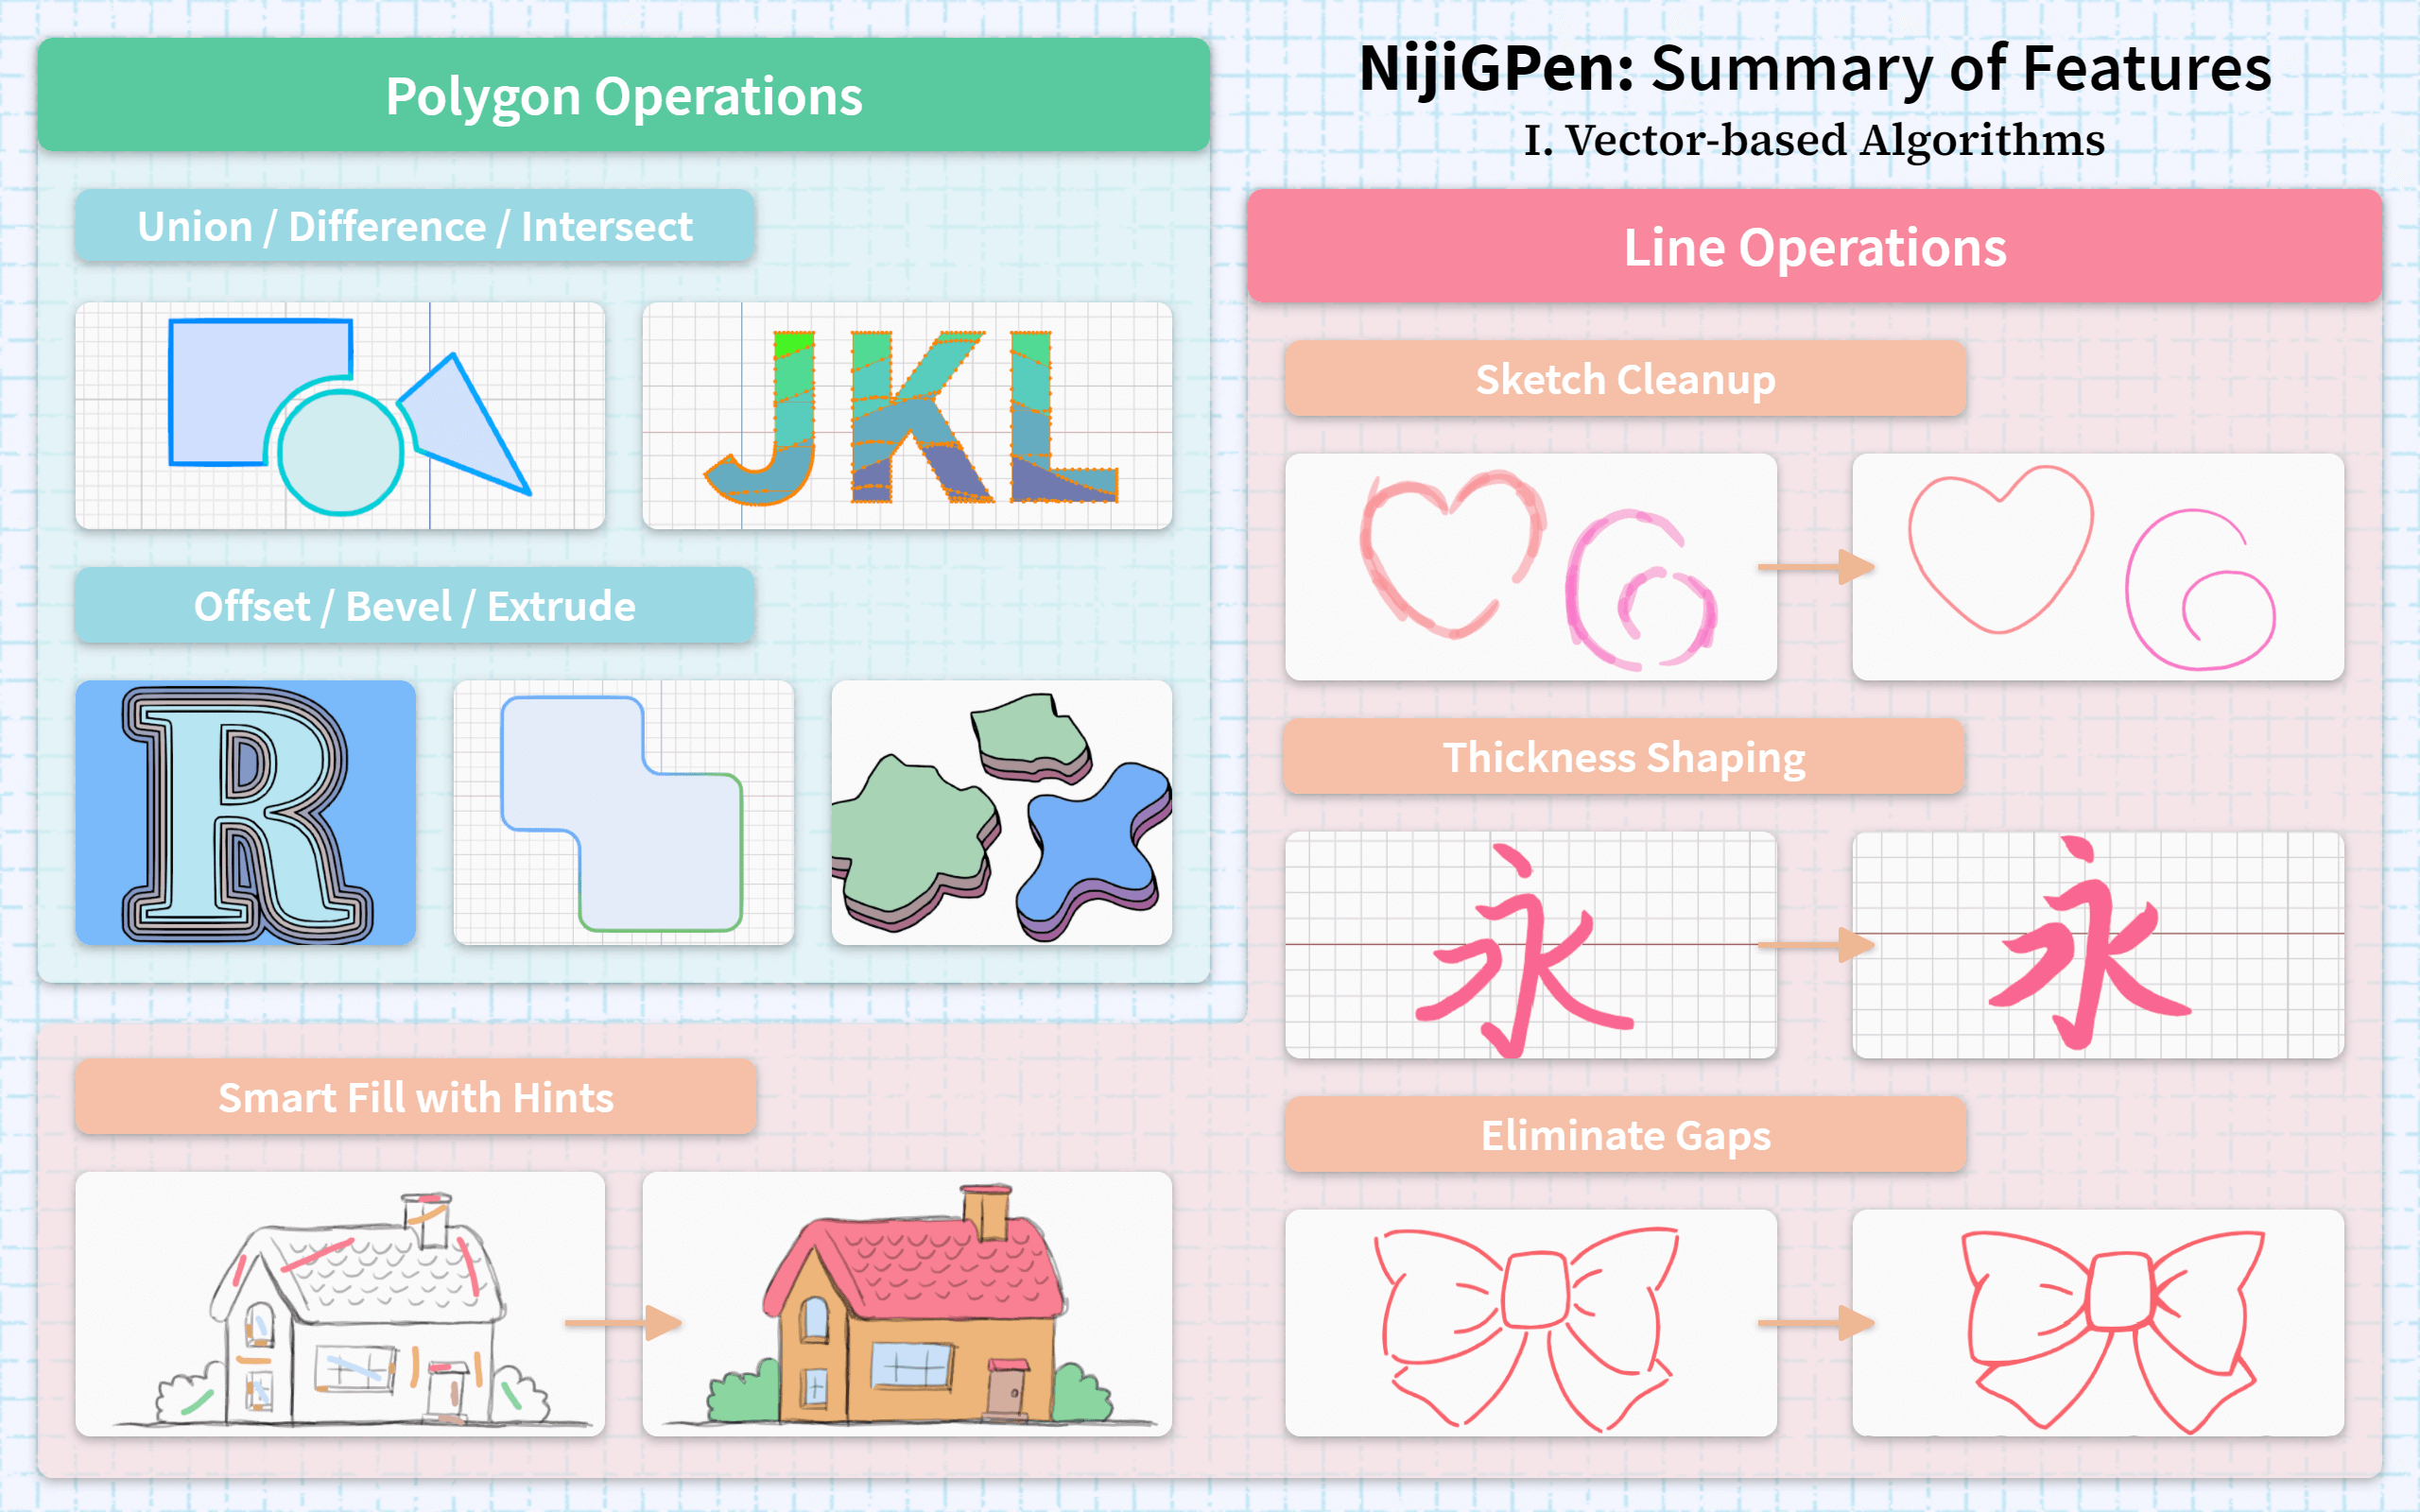 NijiGPen: Summary of Features
I. Vector-based Algorithms
Polygon Operations
Union / Difference / Intersect
JKL
Offset / Bevel / Extrude
R
Line Operations
Sketch Cleanup
Thickness Shaping
永
永
Eliminate Gaps
Smart Fill with Hints